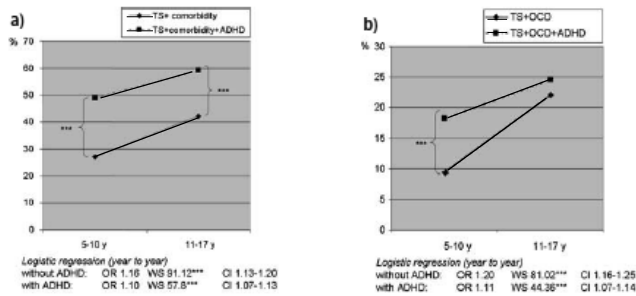 a)
TS+ comorbidity
TS+comorbidity+ADHD
%
70
60
50
40
30
20
10
0
***
***
5-10 y
11-17 y
Logistic regression (year to year)
without ADHD: OR 1.16 WS 91.12*** CI 1.13-1.20
with ADHD: OR 1.10 WS 57.8*** CI 1.07-1.13
b)
TS+OCD
TS+OCD+ADHD
%
30
25
20
15
10
5
0
***
5-10 y
11-17 y
Logistic regression (year to year)
without ADHD: OR 1.20 WS 81.02*** CI 1.16-1.25
with ADHD: OR 1.11 WS 44.36*** CI 1.07-1.14